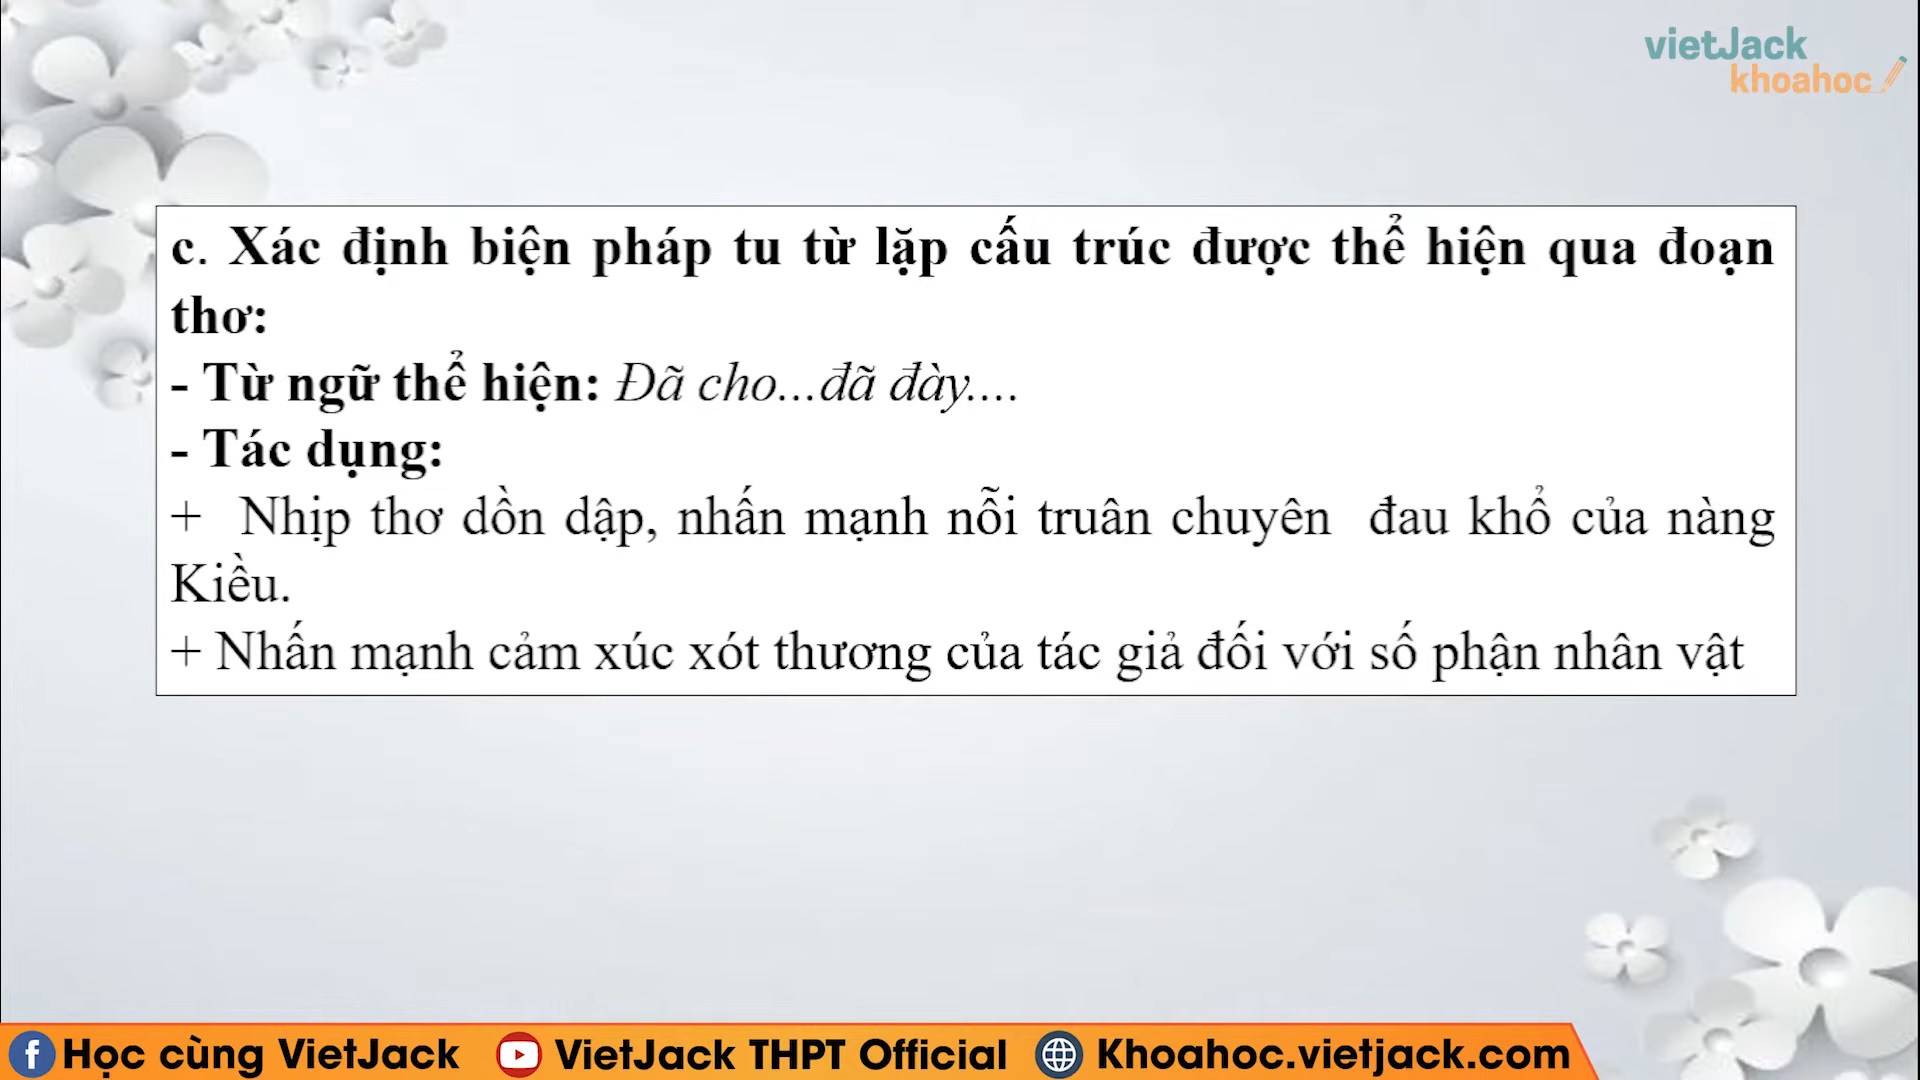 vietJack
khoahoc
c. Xác định biện pháp tu từ lặp cấu trúc được thể hiện qua đoạn
thơ:
- Từ ngữ thể hiện: Đã cho...đã đày....
- Tác dụng:
+ Nhịp thơ dồn dập, nhấn mạnh nỗi truân chuyên đau khổ của nàng
Kiều.
+ Nhấn mạnh cảm xúc xót thương của tác giả đối với số phận nhân vật
Học cùng VietJack VietJack THPT Official Khoahoc.vietjack.com